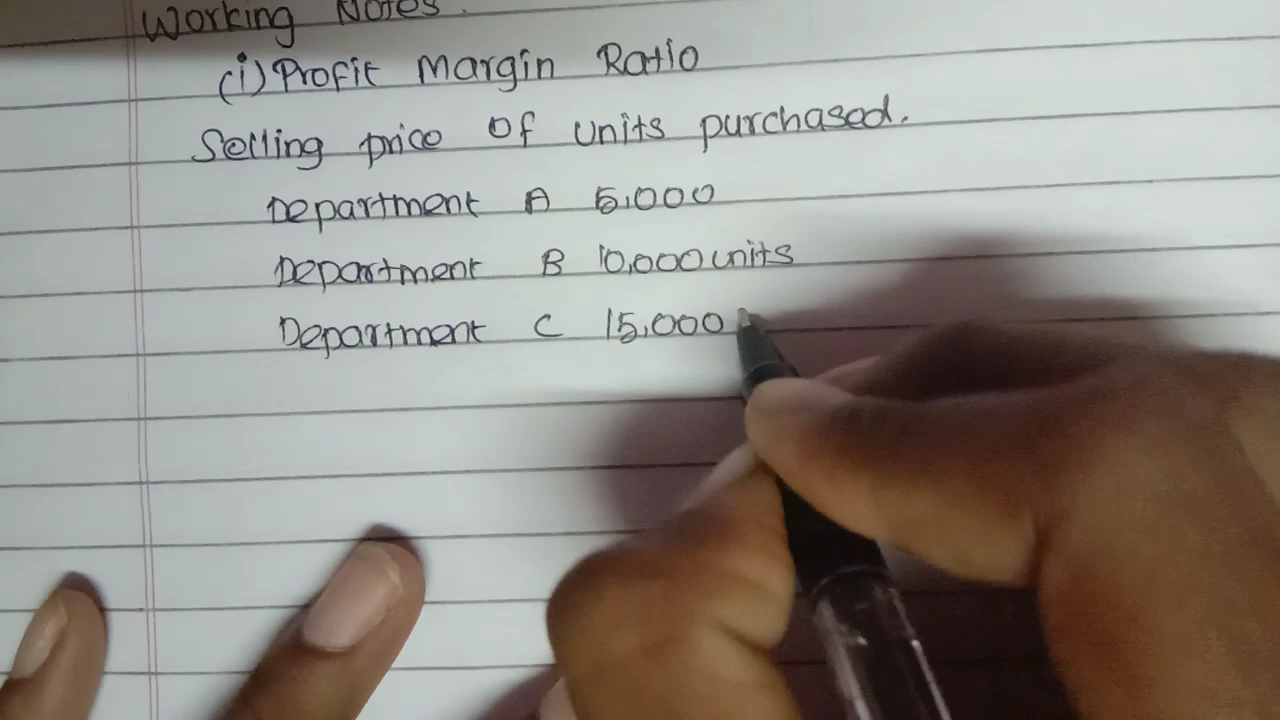 Working Notes.
(i) Profit Margin Ratio
Selling price of units purchased.
Department A 5,000
Department B 10,000 units
Department C 15,000